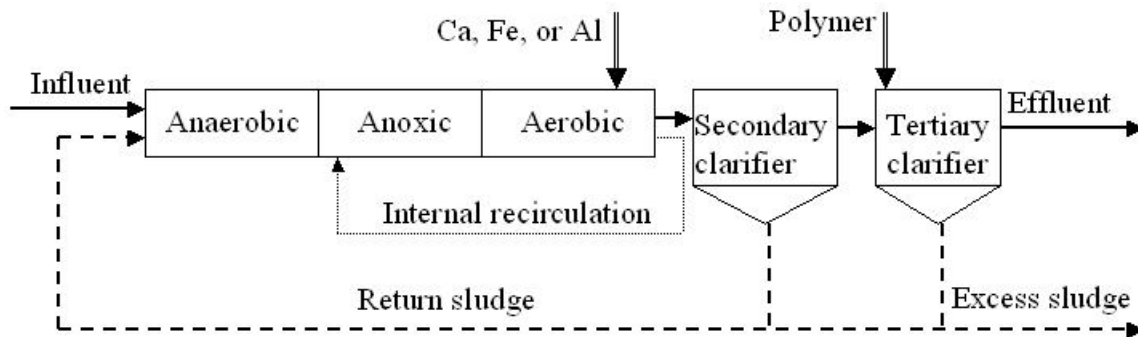 Ca, Fe, or Al
Polymer
Influent
Effluent
Anaerobic
Anoxic
Aerobic
Secondary
clarifier
Tertiary
clarifier
Internal recirculation
Return sludge
Excess sludge